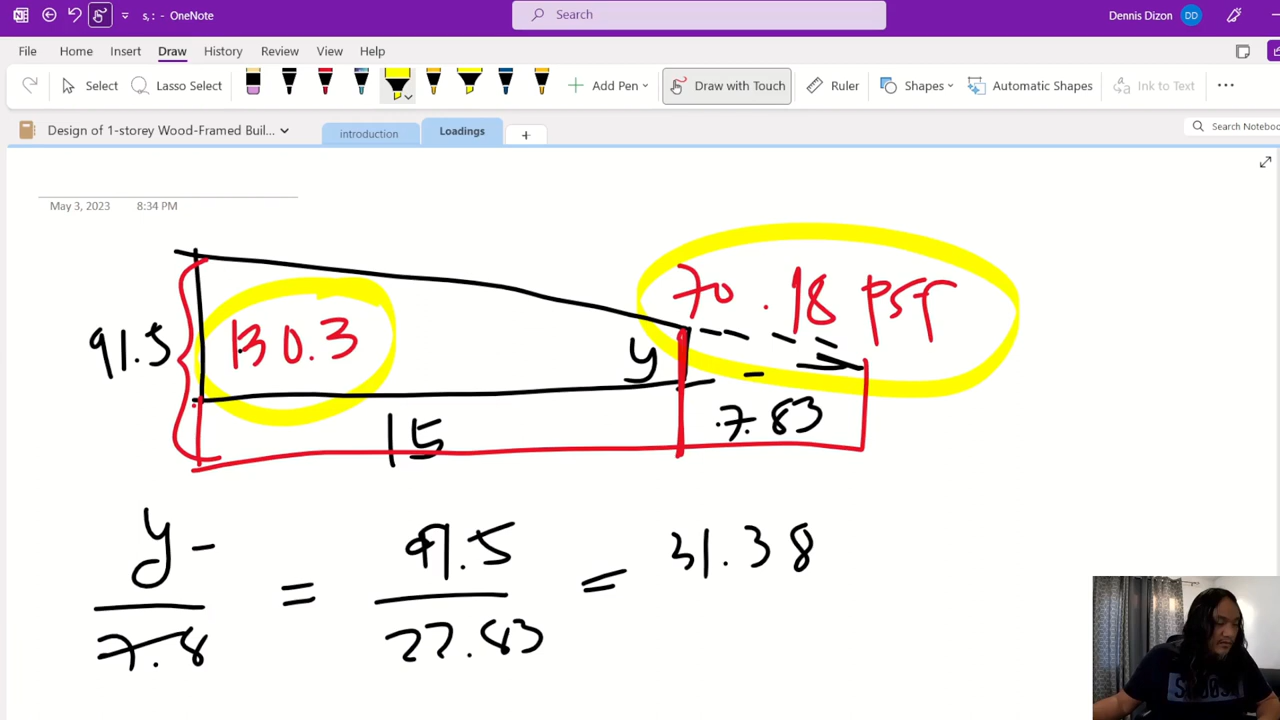 s,: - OneNote
Search
Dennis Dizon
DD
File Home Insert Draw History Review View Help
Select Lasso Select Add Pen Draw with Touch Ruler Shapes Automatic Shapes Ink to Text
Design of 1-storey Wood-Framed Buil... introduction Loadings + Search Noteboo
May 3, 2023 8:34 PM
70.18 psf
91.5 130.3 y
15 7.83
y - = 91.5 = 31.38
7.8 22.83